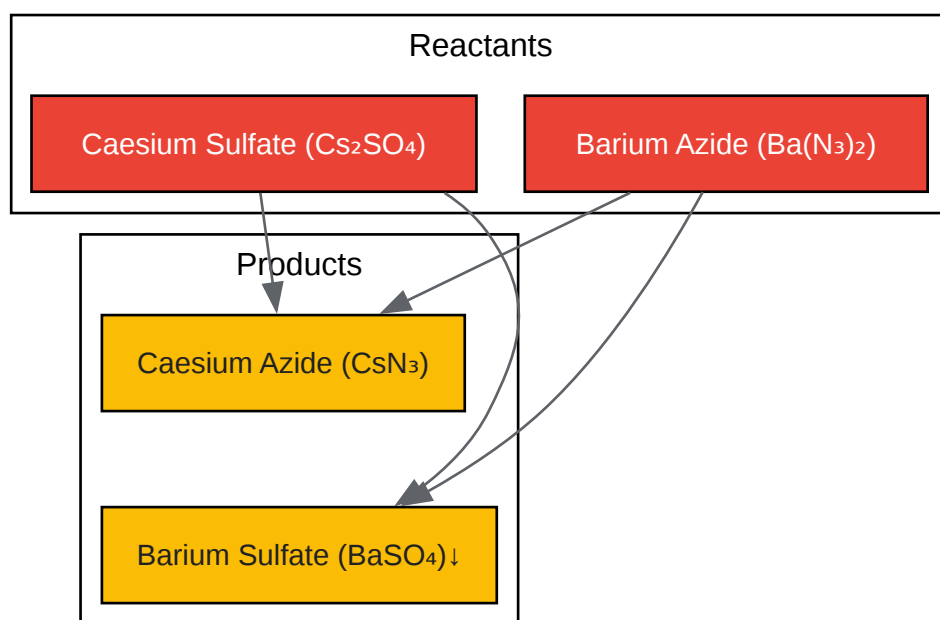 Reactants
Caesium Sulfate (Cs₂SO₄)
Barium Azide (Ba(N₃)₂)
Products
Caesium Azide (CsN₃)
Barium Sulfate (BaSO₄)↓